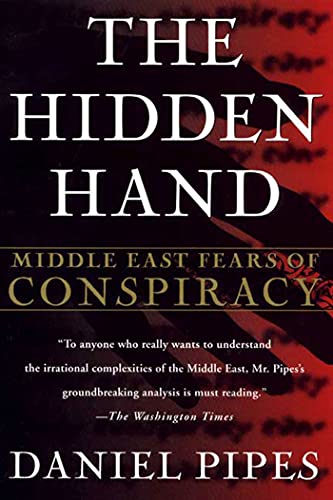 THE
HIDDEN
HAND
MIDDLE EAST FEARS OF
CONSPIRACY
“To anyone who really wants to understand
the irrational complexities of the Middle East, Mr. Pipes’s
groundbreaking analysis is must reading.”
—The Washington Times
DANIEL PIPES